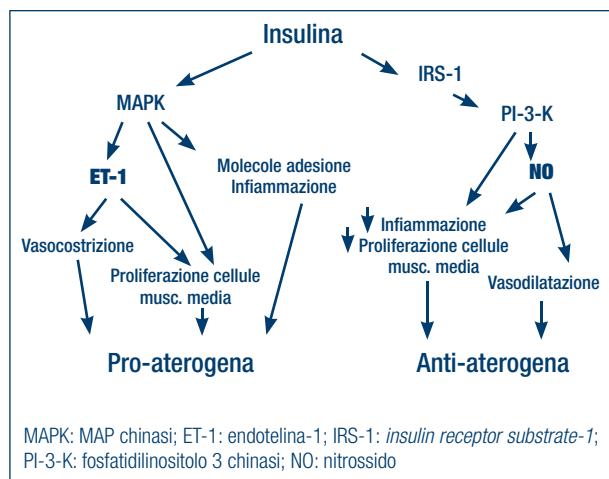 Insulina
IRS-1
MAPK
PI-3-K
Molecole adesione
Infiammazione
ET-1
NO
Infiammazione
Proliferazione cellule
musc. media
Vasocostrizione
Proliferazione cellule
musc. media
Vasodilatazione
Pro-aterogena
Anti-aterogena
MAPK: MAP chinasi; ET-1: endotelina-1; IRS-1: insulin receptor substrate-1;
PI-3-K: fosfatidilinositolo 3 chinasi; NO: nitrossido